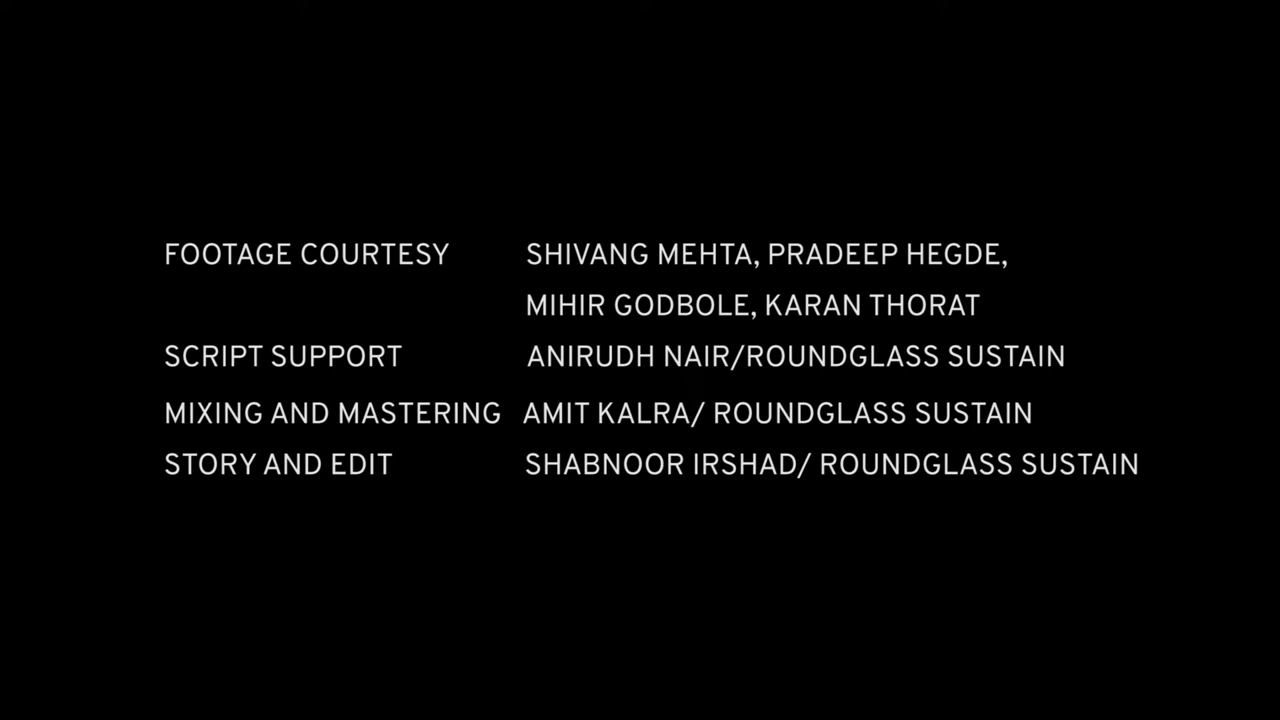 FOOTAGE COURTESY SHIVANG MEHTA, PRADEEP HEGDE,
MIHIR GODBOLE, KARAN THORAT
SCRIPT SUPPORT ANIRUDH NAIR/ROUNDGLASS SUSTAIN
MIXING AND MASTERING AMIT KALRA/ ROUNDGLASS SUSTAIN
STORY AND EDIT SHABNOOR IRSHAD/ ROUNDGLASS SUSTAIN